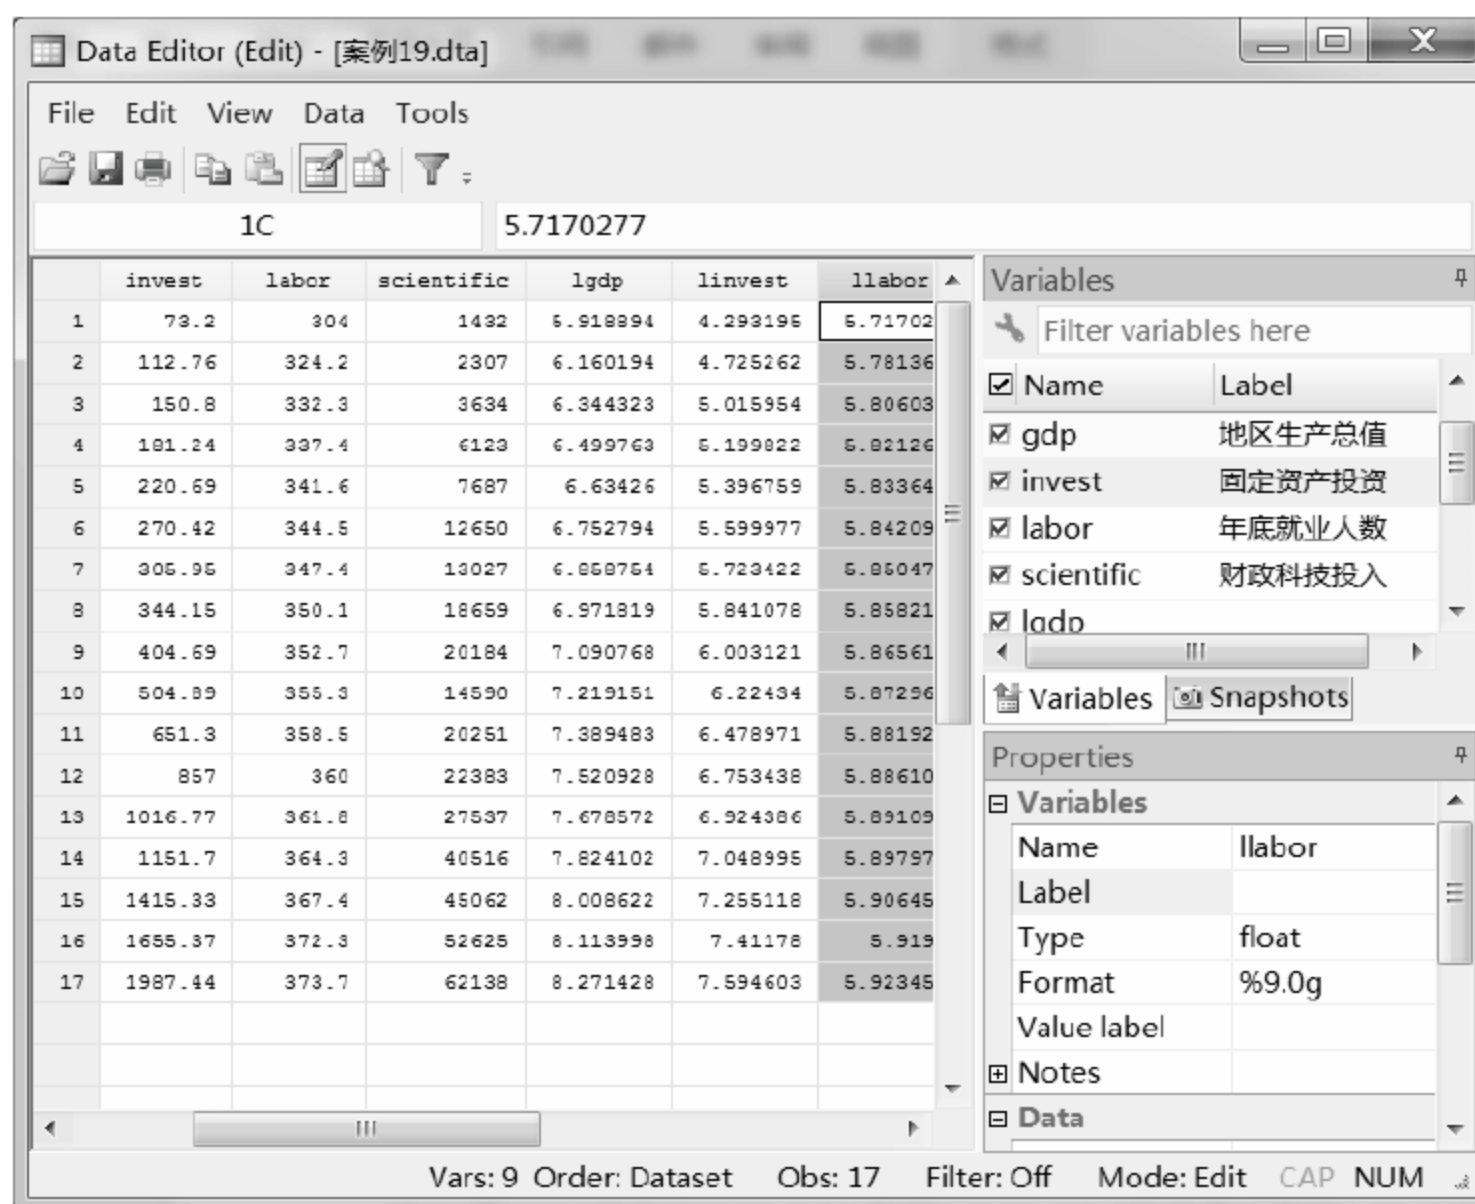 Data Editor (Edit) - [案例19.dta]
File Edit View Data Tools
1C 5.7170277
invest labor scientific lgdp linvest llabor
1 73.2 304 1432 5.918894 4.293195 5.71702
2 112.76 324.2 2307 6.160194 4.725262 5.78136
3 150.8 332.3 3634 6.344323 5.015954 5.80603
4 181.24 337.4 6123 6.499763 5.199822 5.82126
5 220.69 341.6 7687 6.63426 5.396759 5.83364
6 270.42 344.5 12650 6.752794 5.599977 5.84209
7 305.95 347.4 13027 6.858754 5.723422 5.85047
8 344.15 350.1 18659 6.971819 5.841078 5.85821
9 404.69 352.7 20184 7.090768 6.003121 5.86561
10 504.89 355.3 14590 7.219151 6.22434 5.87296
11 651.3 358.5 20251 7.389483 6.478971 5.88192
12 857 360 22383 7.520928 6.753438 5.88610
13 1016.77 361.8 27537 7.678572 6.924386 5.89109
14 1151.7 364.3 40516 7.824102 7.048995 5.89797
15 1415.33 367.4 45062 8.008622 7.255118 5.90645
16 1655.37 372.3 52625 8.113998 7.41178 5.919
17 1987.44 373.7 62138 8.271428 7.594603 5.92345
Variables
Filter variables here
Name Label
gdp 地区生产总值
invest 固定资产投资
labor 年底就业人数
scientific 财政科技投入
lgdp
Variables Snapshots
Properties
Variables
Name llabor
Label
Type float
Format %9.0g
Value label
Notes
Data
Vars: 9 Order: Dataset Obs: 17 Filter: Off Mode: Edit CAP NUM